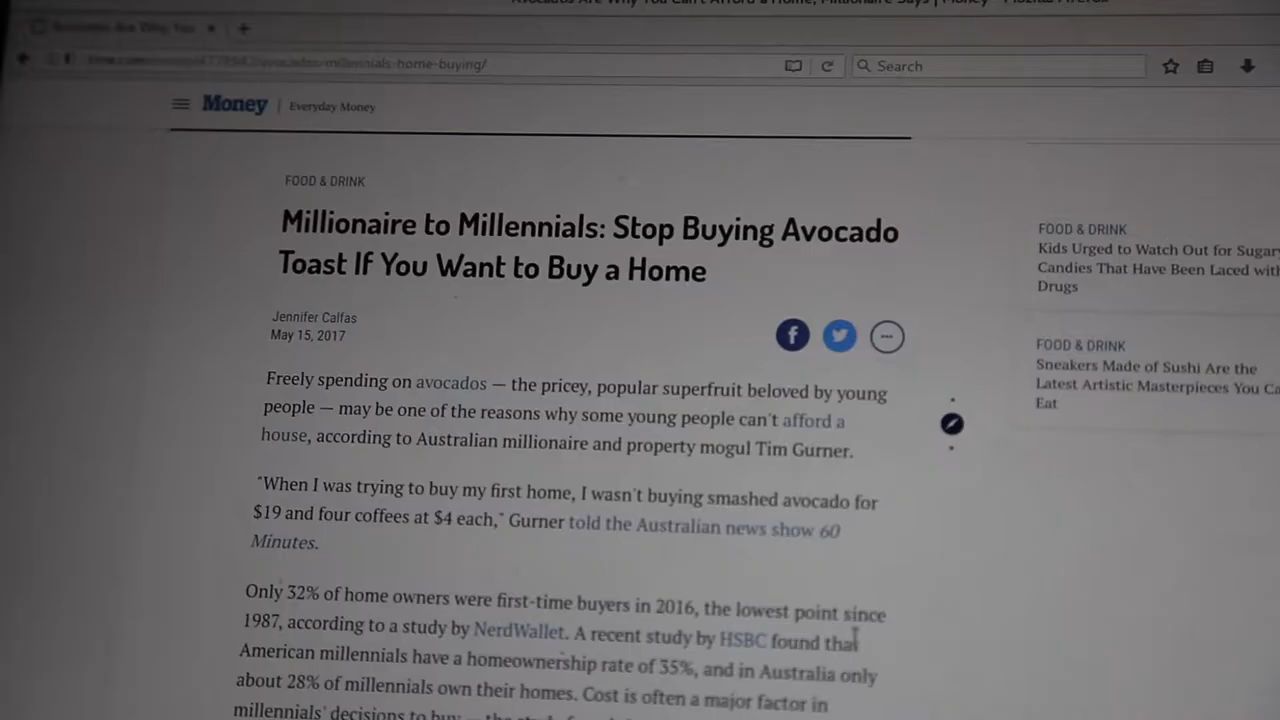 millennials-home-buying/
Search
Money | Everyday Money
FOOD & DRINK
Millionaire to Millennials: Stop Buying Avocado
Toast If You Want to Buy a Home
Jennifer Calfas
May 15, 2017
Freely spending on avocados — the pricey, popular superfruit beloved by young
people — may be one of the reasons why some young people can't afford a
house, according to Australian millionaire and property mogul Tim Gurner.
"When I was trying to buy my first home, I wasn't buying smashed avocado for
$19 and four coffees at $4 each," Gurner told the Australian news show 60
Minutes.
Only 32% of home owners were first-time buyers in 2016, the lowest point since
1987, according to a study by NerdWallet. A recent study by HSBC found that
American millennials have a homeownership rate of 35%, and in Australia only
about 28% of millennials own their homes. Cost is often a major factor in
millennials' decisions to buy —
FOOD & DRINK
Kids Urged to Watch Out for Sugary
Candies That Have Been Laced with
Drugs
FOOD & DRINK
Sneakers Made of Sushi Are the
Latest Artistic Masterpieces You Ca
Eat